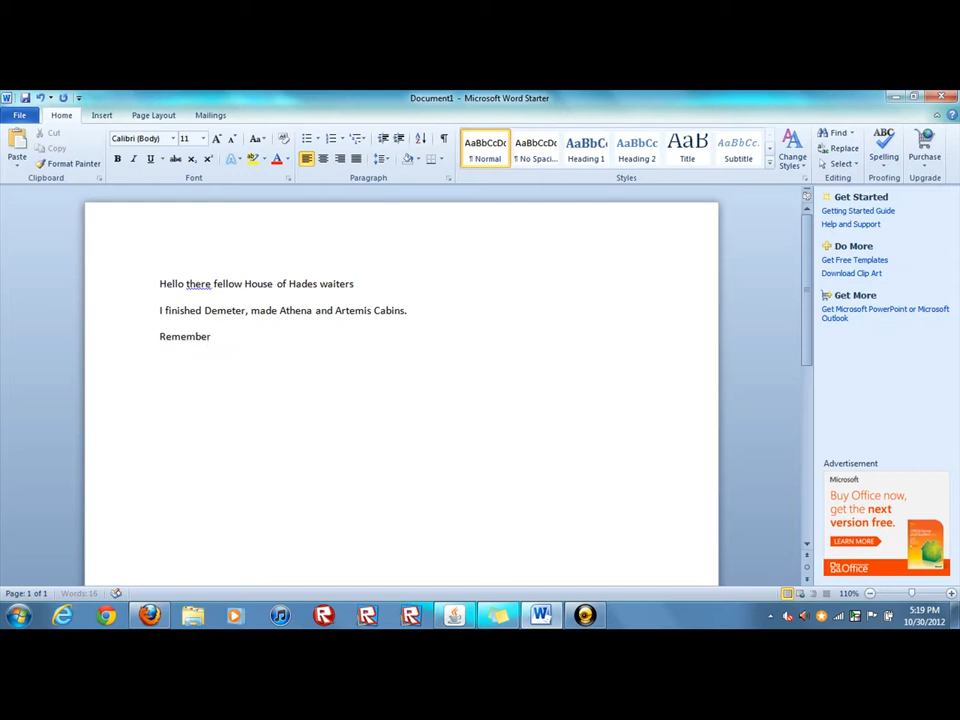 Document1 - Microsoft Word Starter
File Home Insert Page Layout Mailings
Paste
Cut
Copy
Format Painter
Clipboard
Calibri (Body) 11
Font
Paragraph
AaBbCcDc AaBbCcDc AaBbC AaBbCc AaB AaBbCc.
¶ Normal ¶ No Spaci... Heading 1 Heading 2 Title Subtitle
Change Styles
Styles
Find
Replace
Select
Editing
Spelling
Proofing
Purchase
Upgrade
Hello there fellow House of Hades waiters
I finished Demeter, made Athena and Artemis Cabins.
Remember
Get Started
Getting Started Guide
Help and Support
Do More
Get Free Templates
Download Clip Art
Get More
Get Microsoft PowerPoint or Microsoft
Outlook
Advertisement
Microsoft
Buy Office now,
get the next
version free.
LEARN MORE
Office
Page: 1 of 1 Words: 16 110%
5:19 PM
10/30/2012